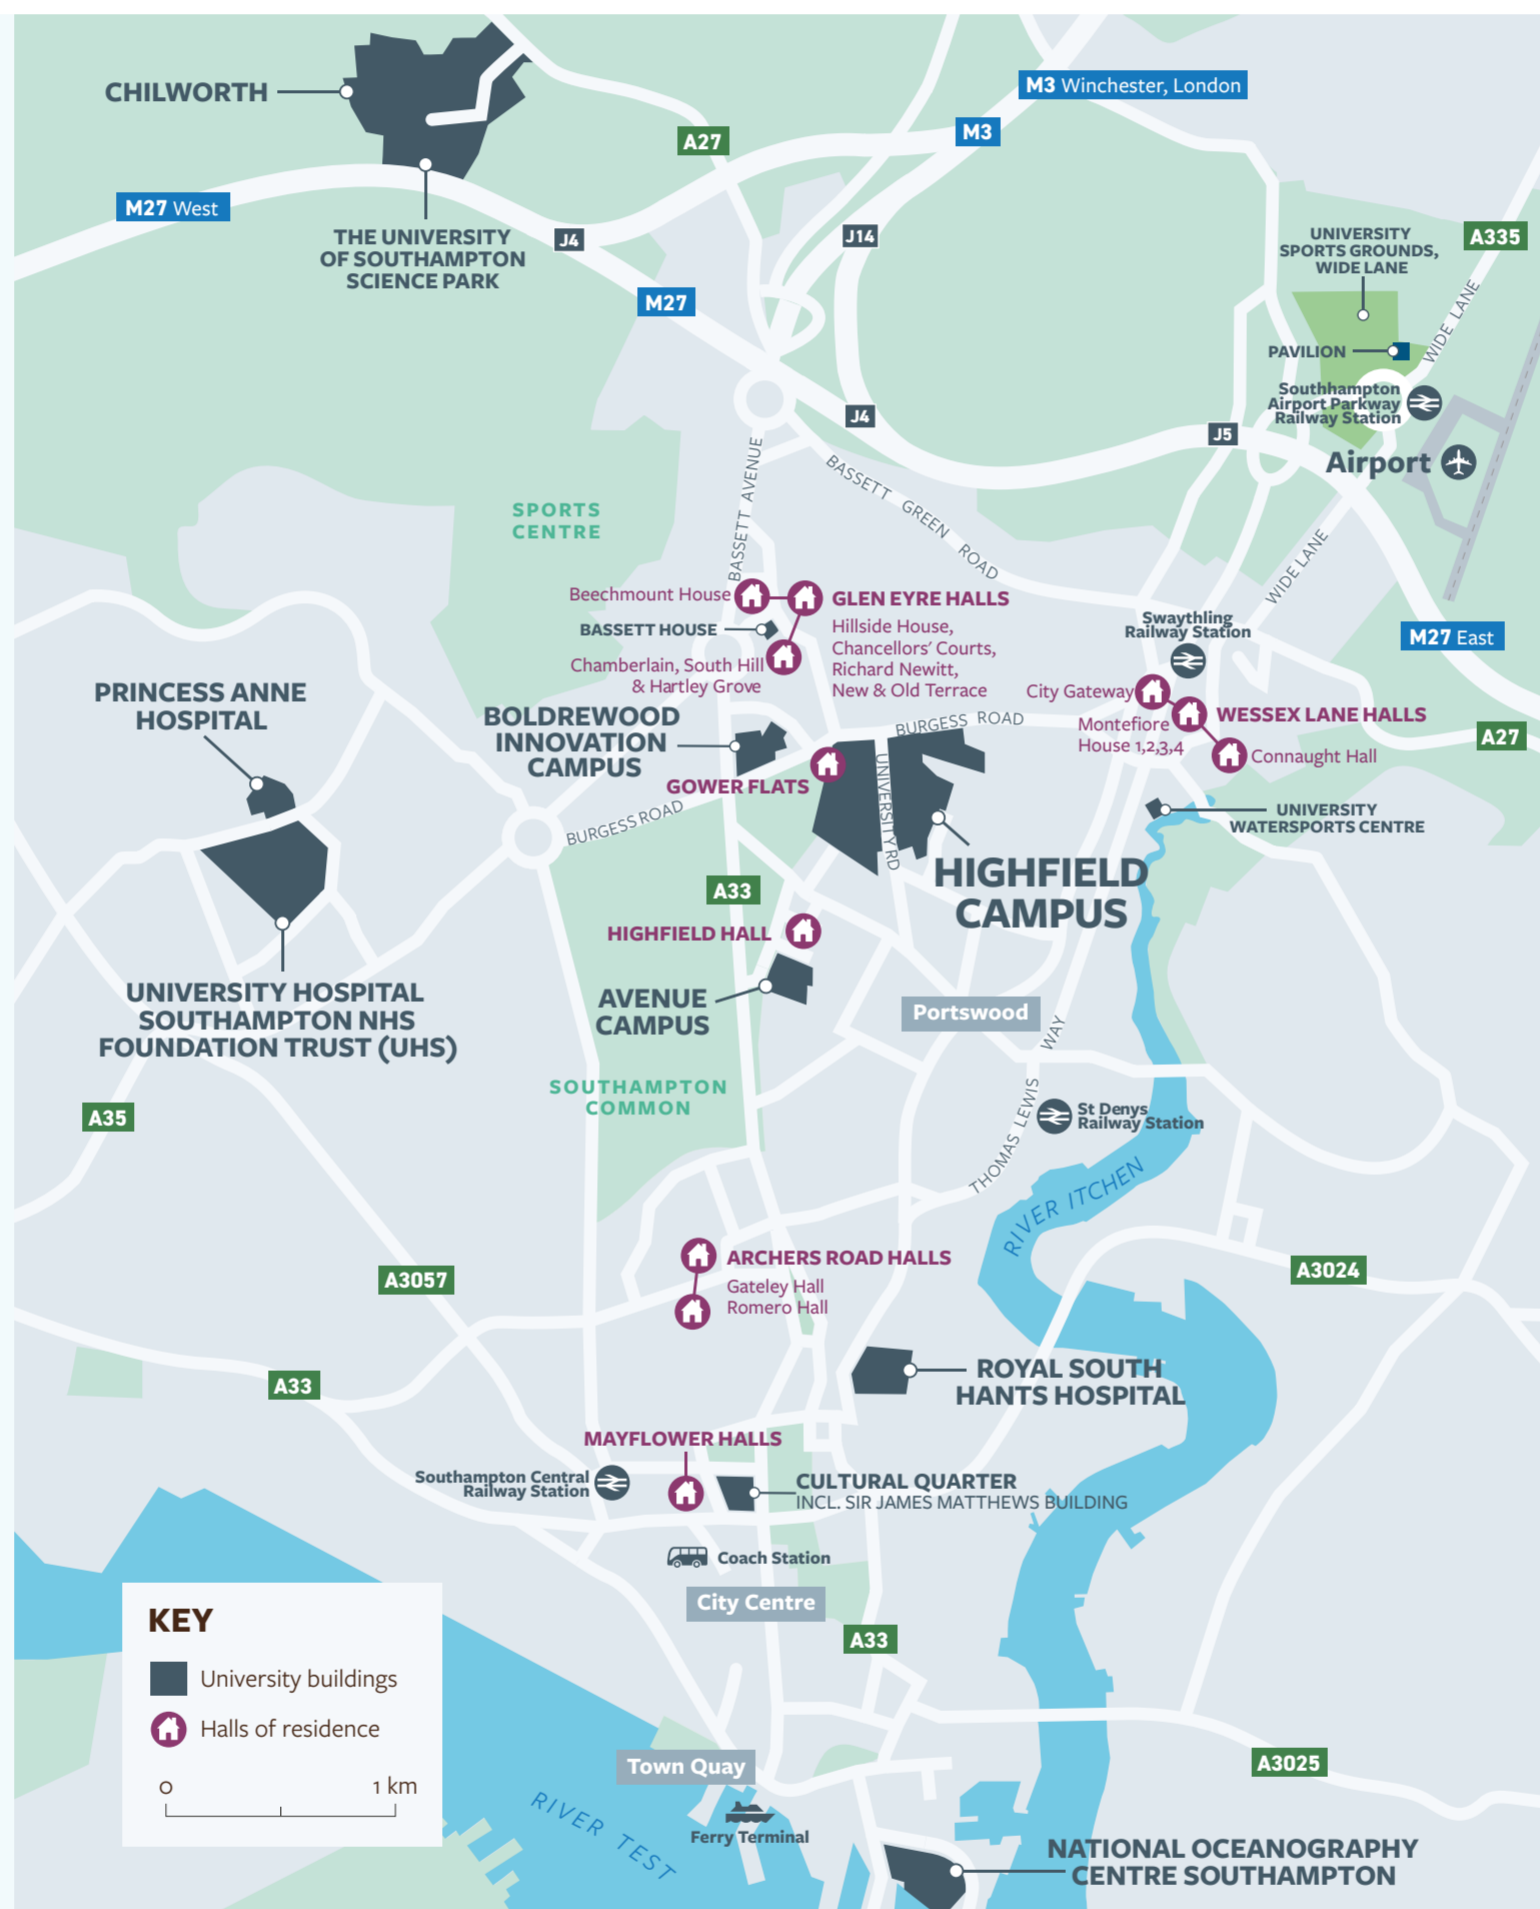 M3 Winchester, London
CHILWORTH
M3
A27
M27 West
THE UNIVERSITY
OF SOUTHAMPTON
SCIENCE PARK
J4
J14
UNIVERSITY
SPORTS GROUNDS,
WIDE LANE
A335
M27
WIDE LANE
PAVILION
Southhampton
Airport Parkway
Railway Station
J4
J5
Airport
BASSETT AVENUE
BASSETT GREEN ROAD
SPORTS
CENTRE
WIDE LANE
Beechmount House
GLEN EYRE HALLS
Hillside House,
Chancellors' Courts,
Richard Newitt,
New & Old Terrace
BASSETT HOUSE
Chamberlain, South Hill
& Hartley Grove
Swaythling
Railway Station
M27 East
PRINCESS ANNE
HOSPITAL
City Gateway
Montefiore
House 1,2,3,4
WESSEX LANE HALLS
Connaught Hall
A27
BOLDREWOOD
INNOVATION
CAMPUS
BURGESS ROAD
GOWER FLATS
UNIVERSITY RD
BURGESS ROAD
UNIVERSITY
WATERSPORTS CENTRE
HIGHFIELD
CAMPUS
A33
HIGHFIELD HALL
AVENUE
CAMPUS
UNIVERSITY HOSPITAL
SOUTHAMPTON NHS
FOUNDATION TRUST (UHS)
Portswood
THOMAS LEWIS WAY
SOUTHAMPTON
COMMON
A35
St Denys
Railway Station
RIVER ITCHEN
ARCHERS ROAD HALLS
Gateley Hall
Romero Hall
A3057
A3024
A33
ROYAL SOUTH
HANTS HOSPITAL
MAYFLOWER HALLS
Southampton Central
Railway Station
CULTURAL QUARTER
INCL. SIR JAMES MATTHEWS BUILDING
Coach Station
City Centre
A33
KEY
University buildings
Halls of residence
0 1 km
Town Quay
A3025
RIVER TEST
Ferry Terminal
NATIONAL OCEANOGRAPHY
CENTRE SOUTHAMPTON